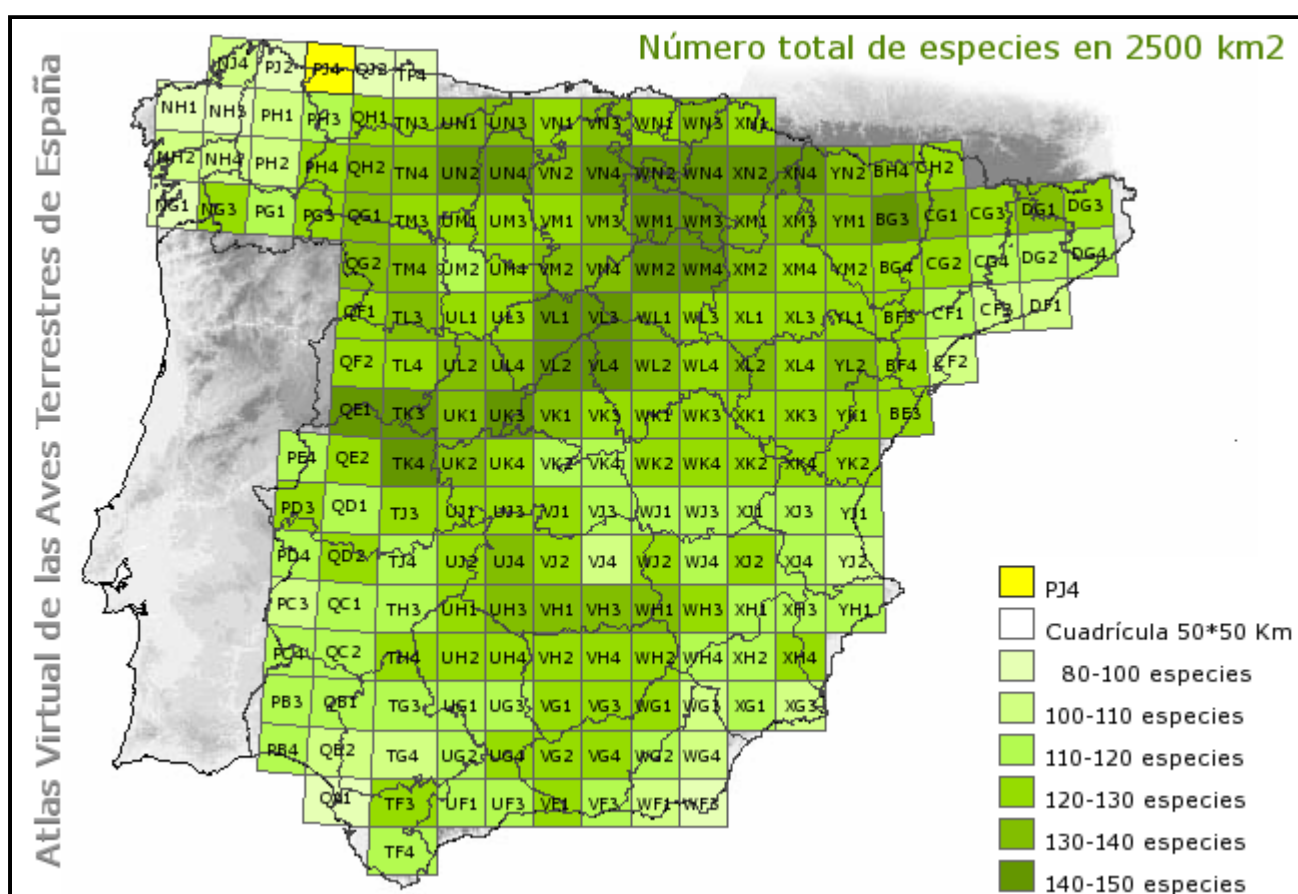 Atlas Virtual de las Aves Terrestres de España
Número total de especies en 2500 km2
NJ4 PJ2 PJ4 QJ2 TP4
NH1 NH3 PH1 PH3 QH1 TN3 UN1 UN3 VN1 VN3 WN1 WN3 XN1
NH2 NH4 PH2 PH4 QH2 TN4 UN2 UN4 VN2 VN4 WN2 WN4 XN2 XN4 YN2 BH4 CH2
NG1 NG3 PG1 PG3 QG1 TM3 UM1 UM3 VM1 VM3 WM1 WM3 XM1 XM3 YM1 BG3 CG1 CG3 DG1 DG3
QG2 TM4 UM2 UM4 VM2 VN4 WM2 WM4 XM2 XM4 YM2 BG4 CG2 CG4 DG2 DG4
QF1 TL3 UL1 UL3 VL1 VL3 WL1 WL3 XL1 XL3 YL1 BF3 CF1 CF3 DF1
QF2 TL4 UL2 UL4 VL2 VL4 WL2 WL4 XL2 XL4 YL2 BF4 CF2
QE1 TK3 UK1 UK3 VK1 VK3 WK1 WK3 XK1 XK3 YK1 BE3
PE4 QE2 TK4 UK2 UK4 VK2 VK4 WK2 WK4 XK2 XK4 YK2
PD3 QD1 TJ3 UJ1 UJ3 VJ1 VJ3 WJ1 WJ3 XJ1 XJ3 YJ1
PD4 QD2 TJ4 UJ2 UJ4 VJ2 VJ4 WJ2 WJ4 XJ2 XJ4 YJ2
PC3 QC1 TH3 UH1 UH3 VH1 VH3 WH1 WH3 XH1 XH3 YH1
PC4 QC2 TH4 UH2 UH4 VH2 VH4 WH2 WH4 XH2 XH4
PB3 QB1 TG3 UG1 UG3 VG1 VG3 WG1 WG3 XG1 XG3
PB4 QB2 TG4 UG2 UG4 VG2 VG4 WG2 WG4
QA1 TF3 UF1 UF3 VF1 VF3 WF1 WF3
TF4
PJ4
Cuadrícula 50*50 Km
80-100 especies
100-110 especies
110-120 especies
120-130 especies
130-140 especies
140-150 especies